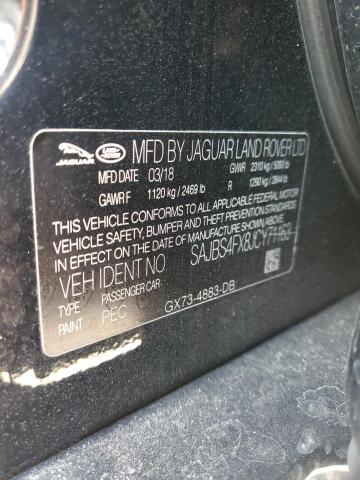 JAGUAR
LAND ROVER
MFD BY JAGUAR LAND ROVER LTD
MFD DATE 03/18 GVWR 2310 kg / 5093 lb
GAWR F 1120 kg / 2469 lb R 1290 kg / 2844 lb
THIS VEHICLE CONFORMS TO ALL APPLICABLE FEDERAL MOTOR
VEHICLE SAFETY, BUMPER AND THEFT PREVENTION STANDARDS
IN EFFECT ON THE DATE OF MANUFACTURE SHOWN ABOVE
VEH IDENT NO. SAJBS4FX8JCY71163
TYPE PASSENGER CAR
PAINT PEC GX73-4883-DB